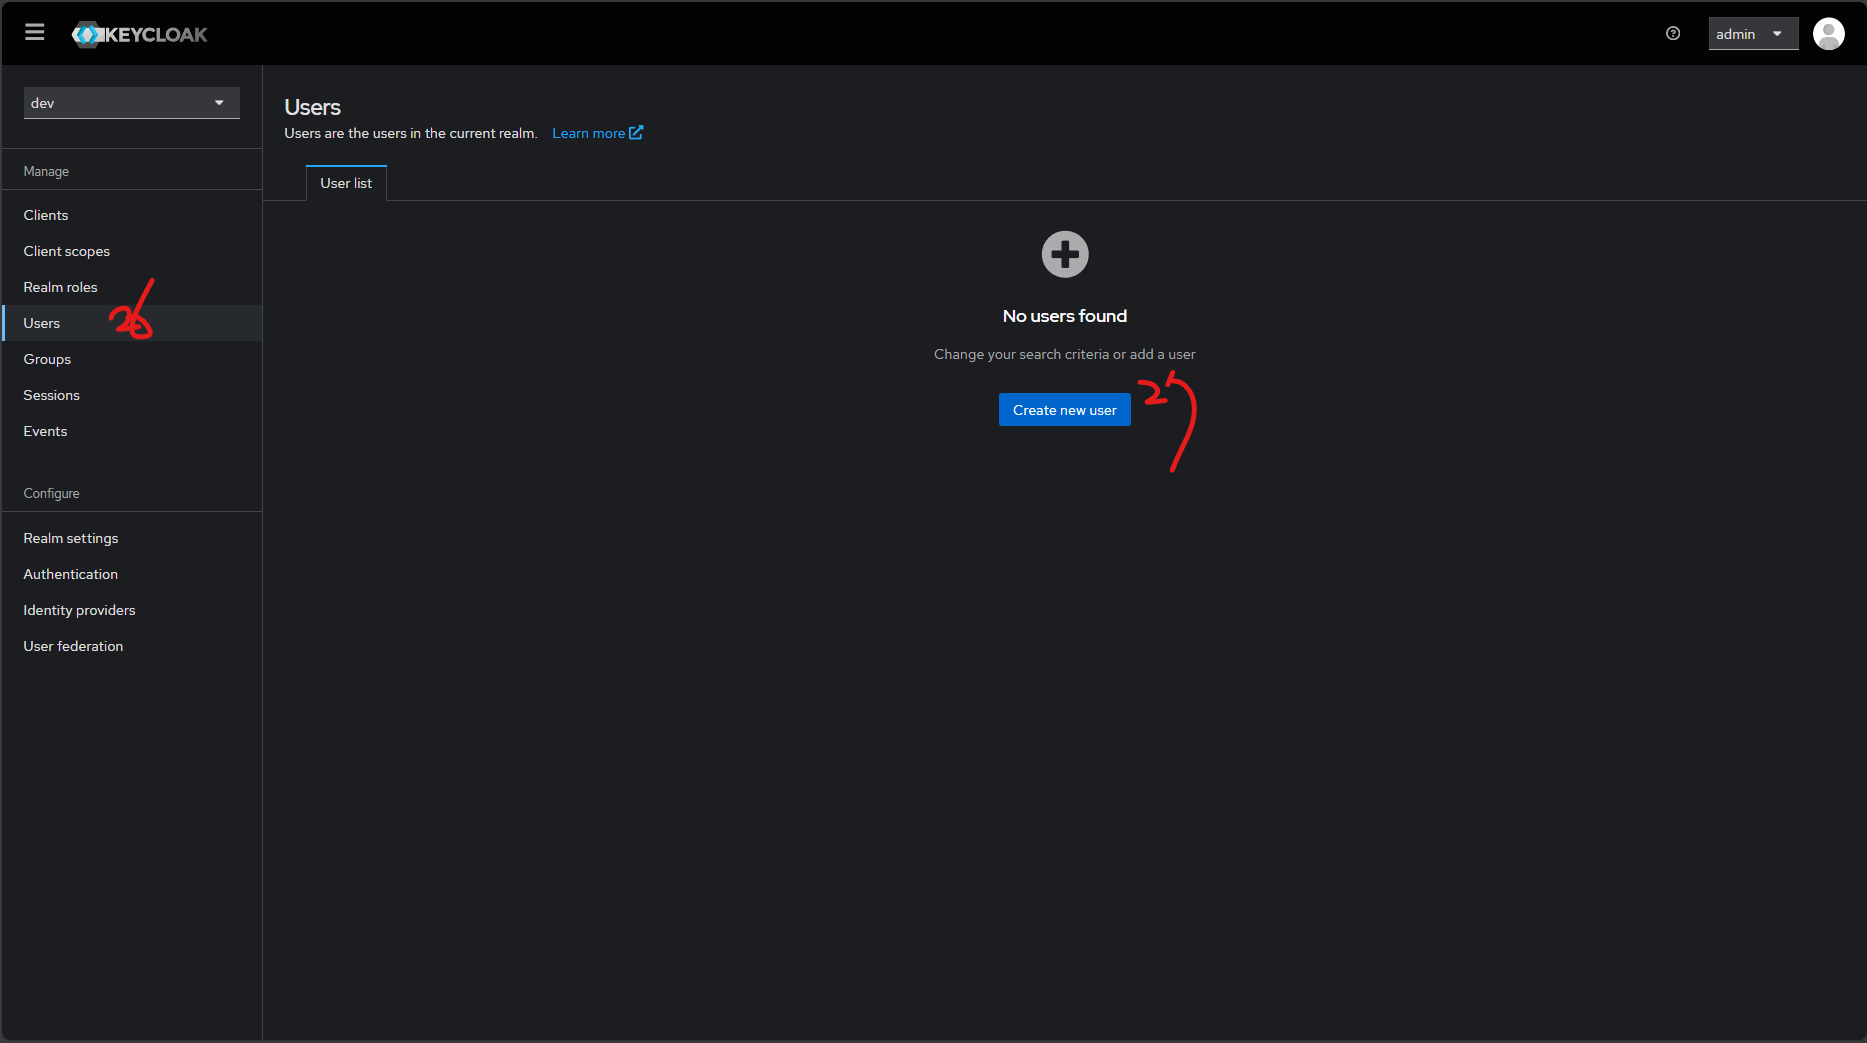 KEYCLOAK
admin
dev
Manage
Clients
Client scopes
Realm roles
Users
26
Groups
Sessions
Events
Configure
Realm settings
Authentication
Identity providers
User federation
Users
Users are the users in the current realm. Learn more
User list
No users found
Change your search criteria or add a user
Create new user
27